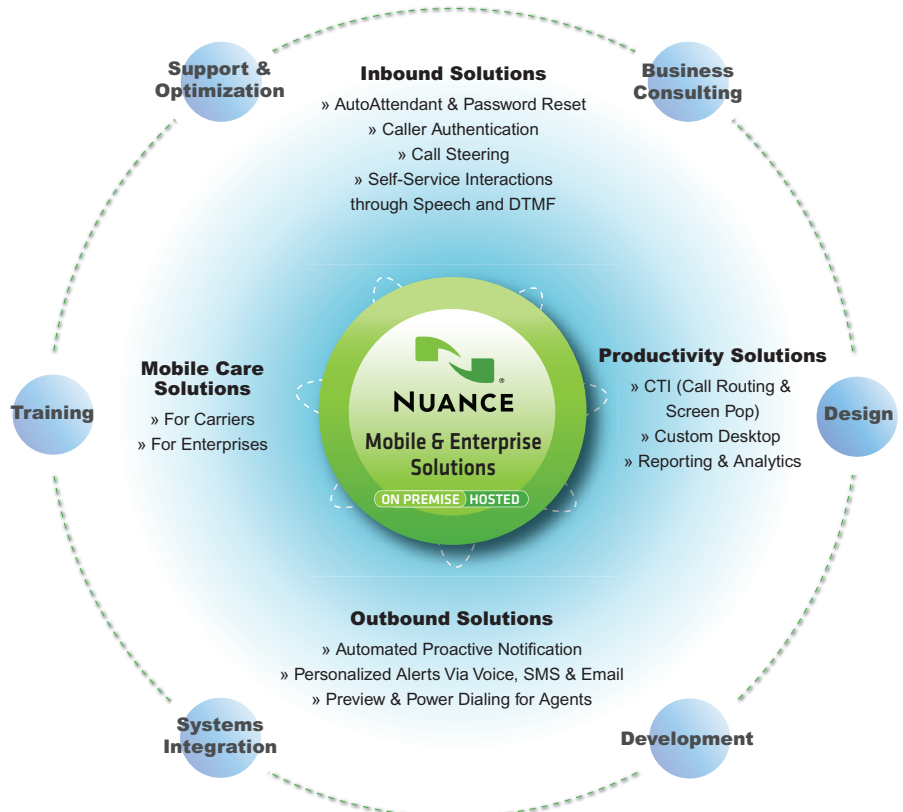 Support &
Optimization
Business
Consulting
Inbound Solutions
» AutoAttendant & Password Reset
» Caller Authentication
» Call Steering
» Self-Service Interactions
through Speech and DTMF
Training
Mobile Care
Solutions
» For Carriers
» For Enterprises
NUANCE
®
Mobile & Enterprise
Solutions
ON PREMISE HOSTED
Productivity Solutions
» CTI (Call Routing &
Screen Pop)
» Custom Desktop
» Reporting & Analytics
Design
Outbound Solutions
» Automated Proactive Notification
» Personalized Alerts Via Voice, SMS & Email
» Preview & Power Dialing for Agents
Systems
Integration
Development